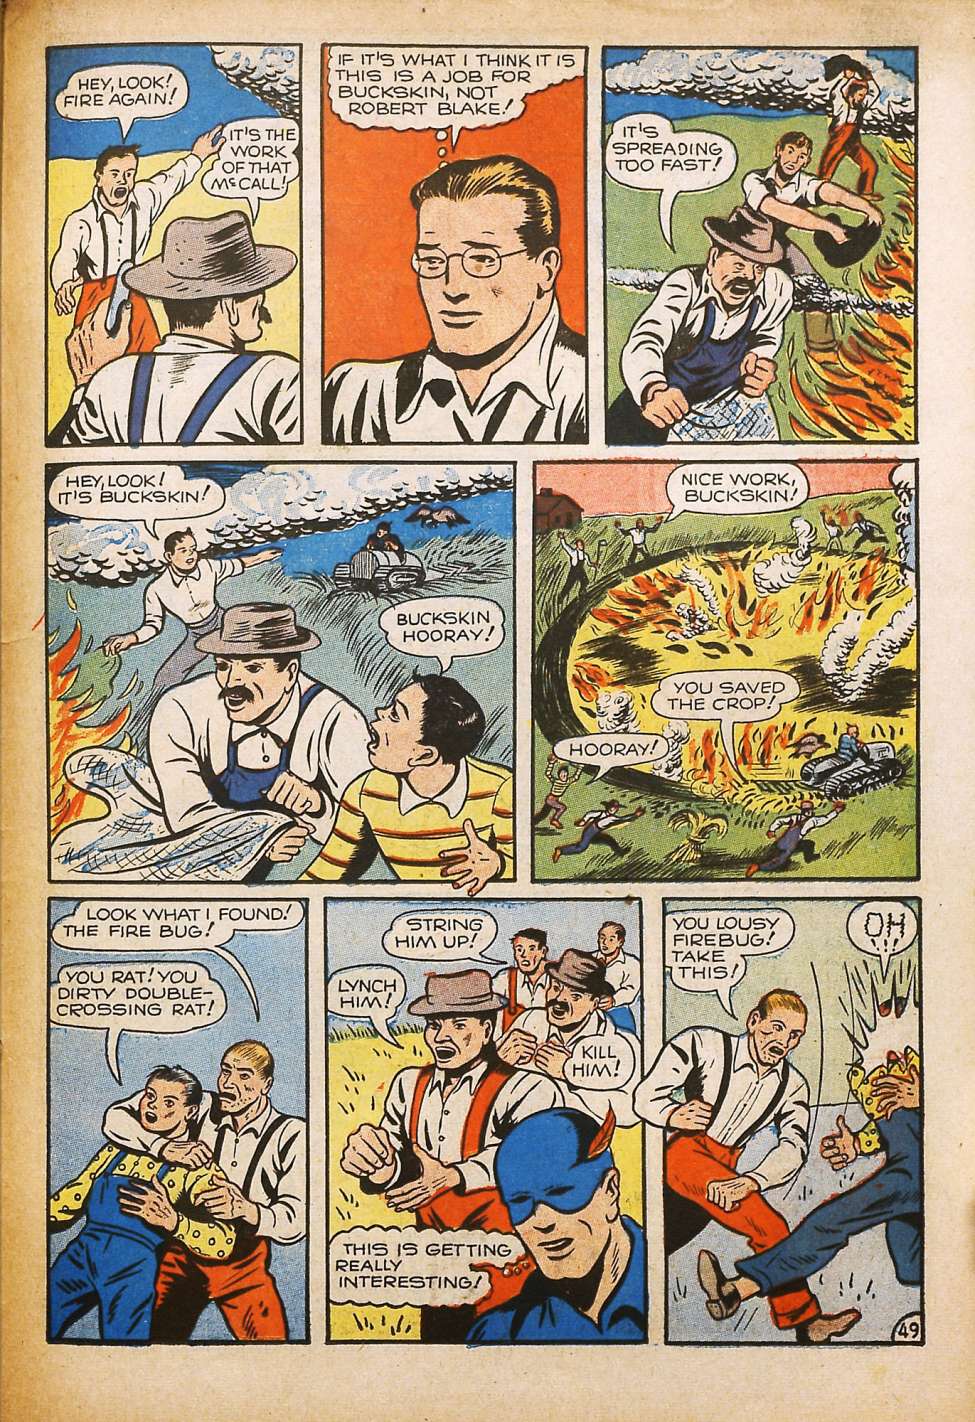 HEY, LOOK!
FIRE AGAIN!
IT'S THE
WORK
OF THAT
McCALL!
IF IT'S WHAT I THINK IT IS
THIS IS A JOB FOR
BUCKSKIN, NOT
ROBERT BLAKE!
IT'S
SPREADING
TOO FAST!
HEY, LOOK!
IT'S BUCKSKIN!
BUCKSKIN
HOORAY!
NICE WORK,
BUCKSKIN!
YOU SAVED
THE CROP!
HOORAY!
LOOK WHAT I FOUND!
THE FIRE BUG!
YOU RAT! YOU
DIRTY DOUBLE-
CROSSING RAT!
STRING
HIM UP!
LYNCH
HIM!
KILL
HIM!
THIS IS GETTING
REALLY
INTERESTING!
YOU LOUSY
FIREBUG!
TAKE
THIS!
OH
!!!
49